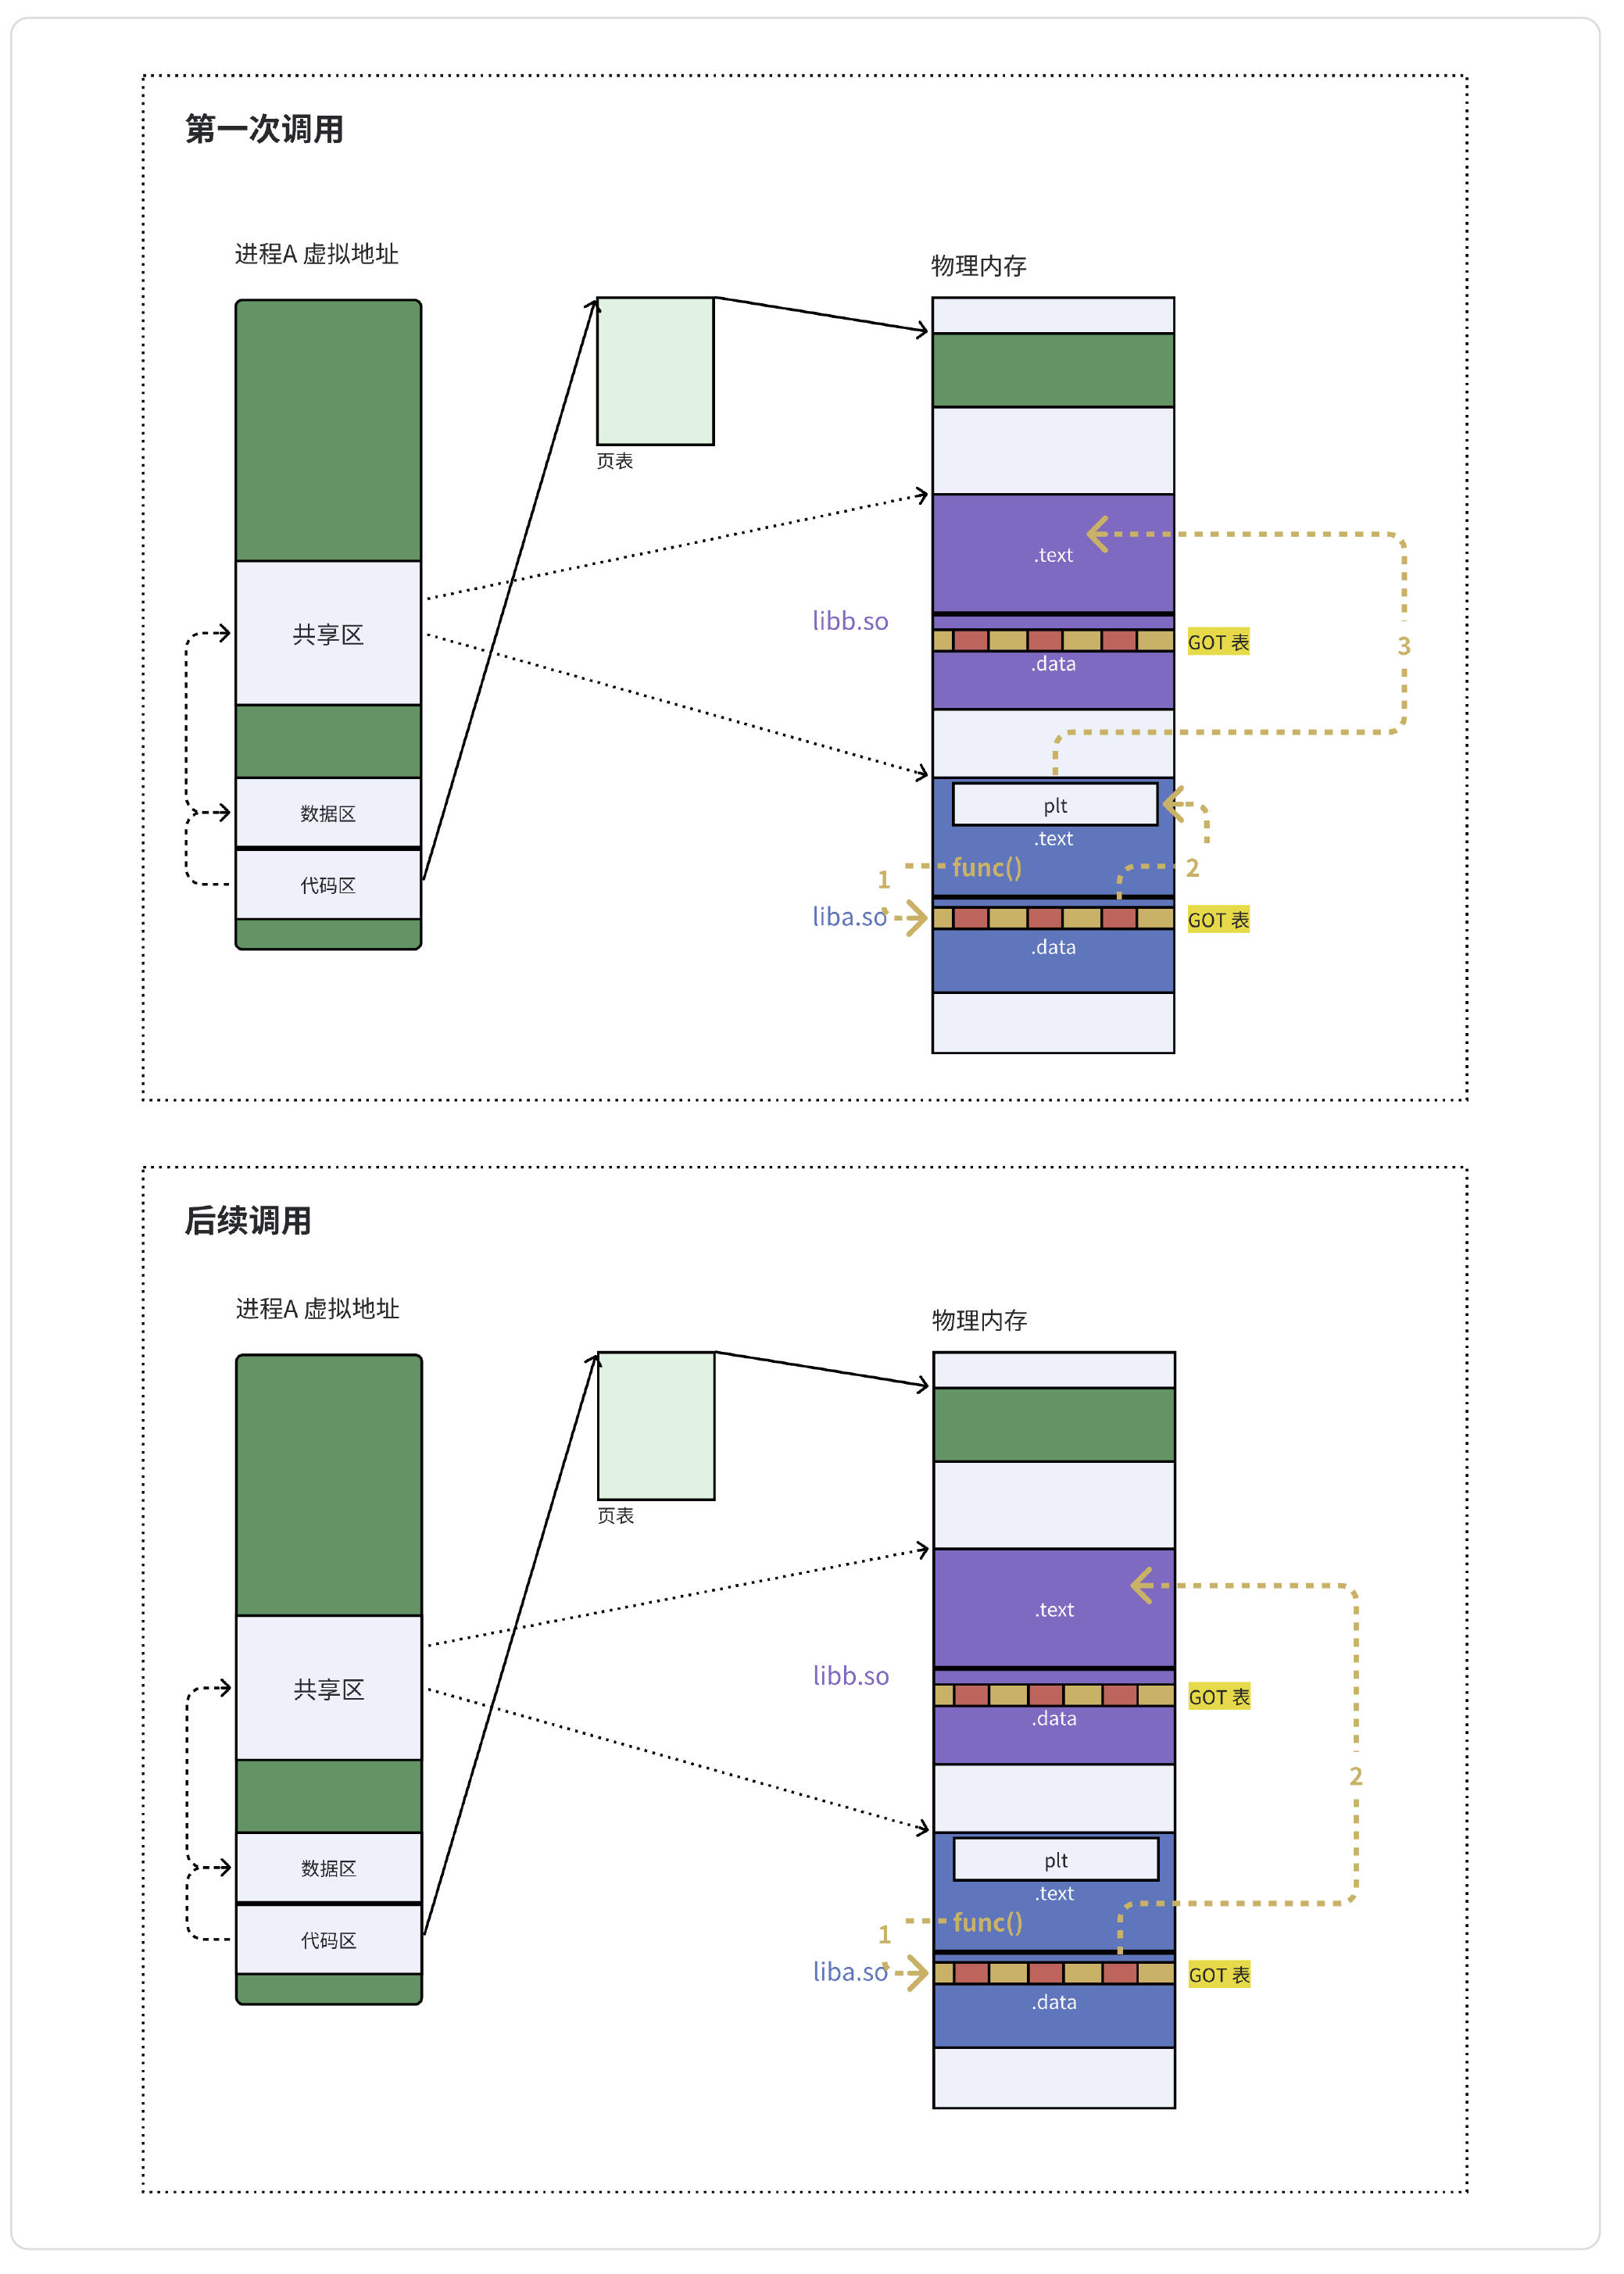 第一次调用
进程A 虚拟地址
物理内存
页表
.text
共享区
libb.so
GOT 表
3
.data
数据区
plt
.text
func()
2
1
代码区
liba.so
GOT 表
.data
后续调用
进程A 虚拟地址
物理内存
页表
.text
共享区
libb.so
GOT 表
.data
2
数据区
plt
.text
func()
1
代码区
liba.so
GOT 表
.data